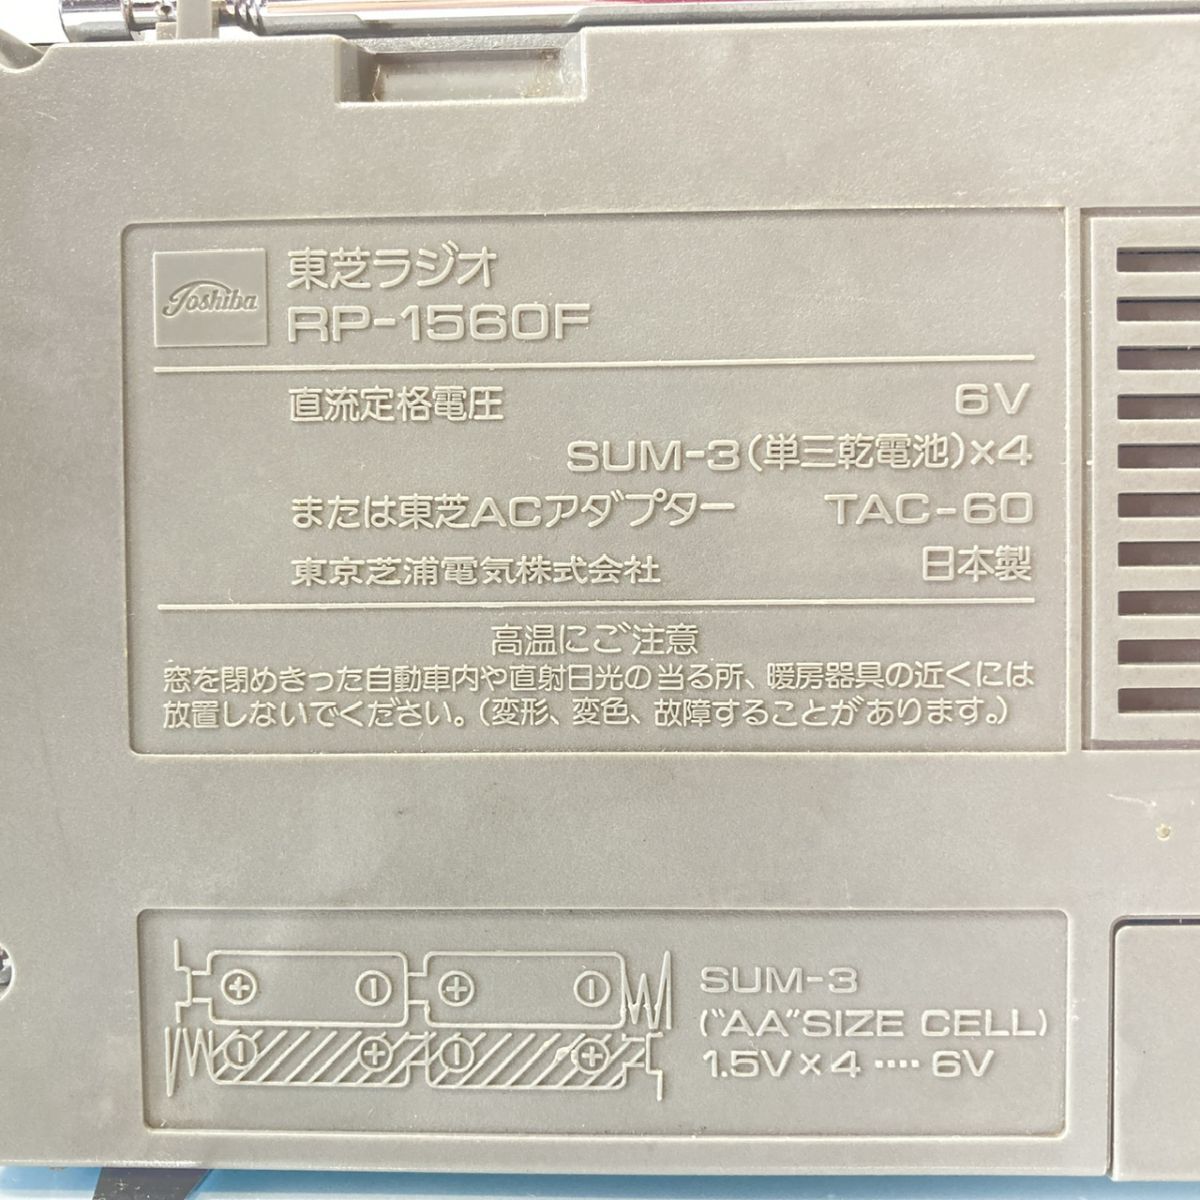 Toshiba
東芝ラジオ
RP-1560F
直流定格電圧 6V
SUM-3(単三乾電池)×4
または東芝ACアダプター TAC-60
東京芝浦電気株式会社 日本製
高温にご注意
窓を閉めきった自動車内や直射日光の当る所、暖房器具の近くには
放置しないでください。(変形、変色、故障することがあります。)
SUM-3
("AA"SIZE CELL)
1.5V×4 ···· 6V